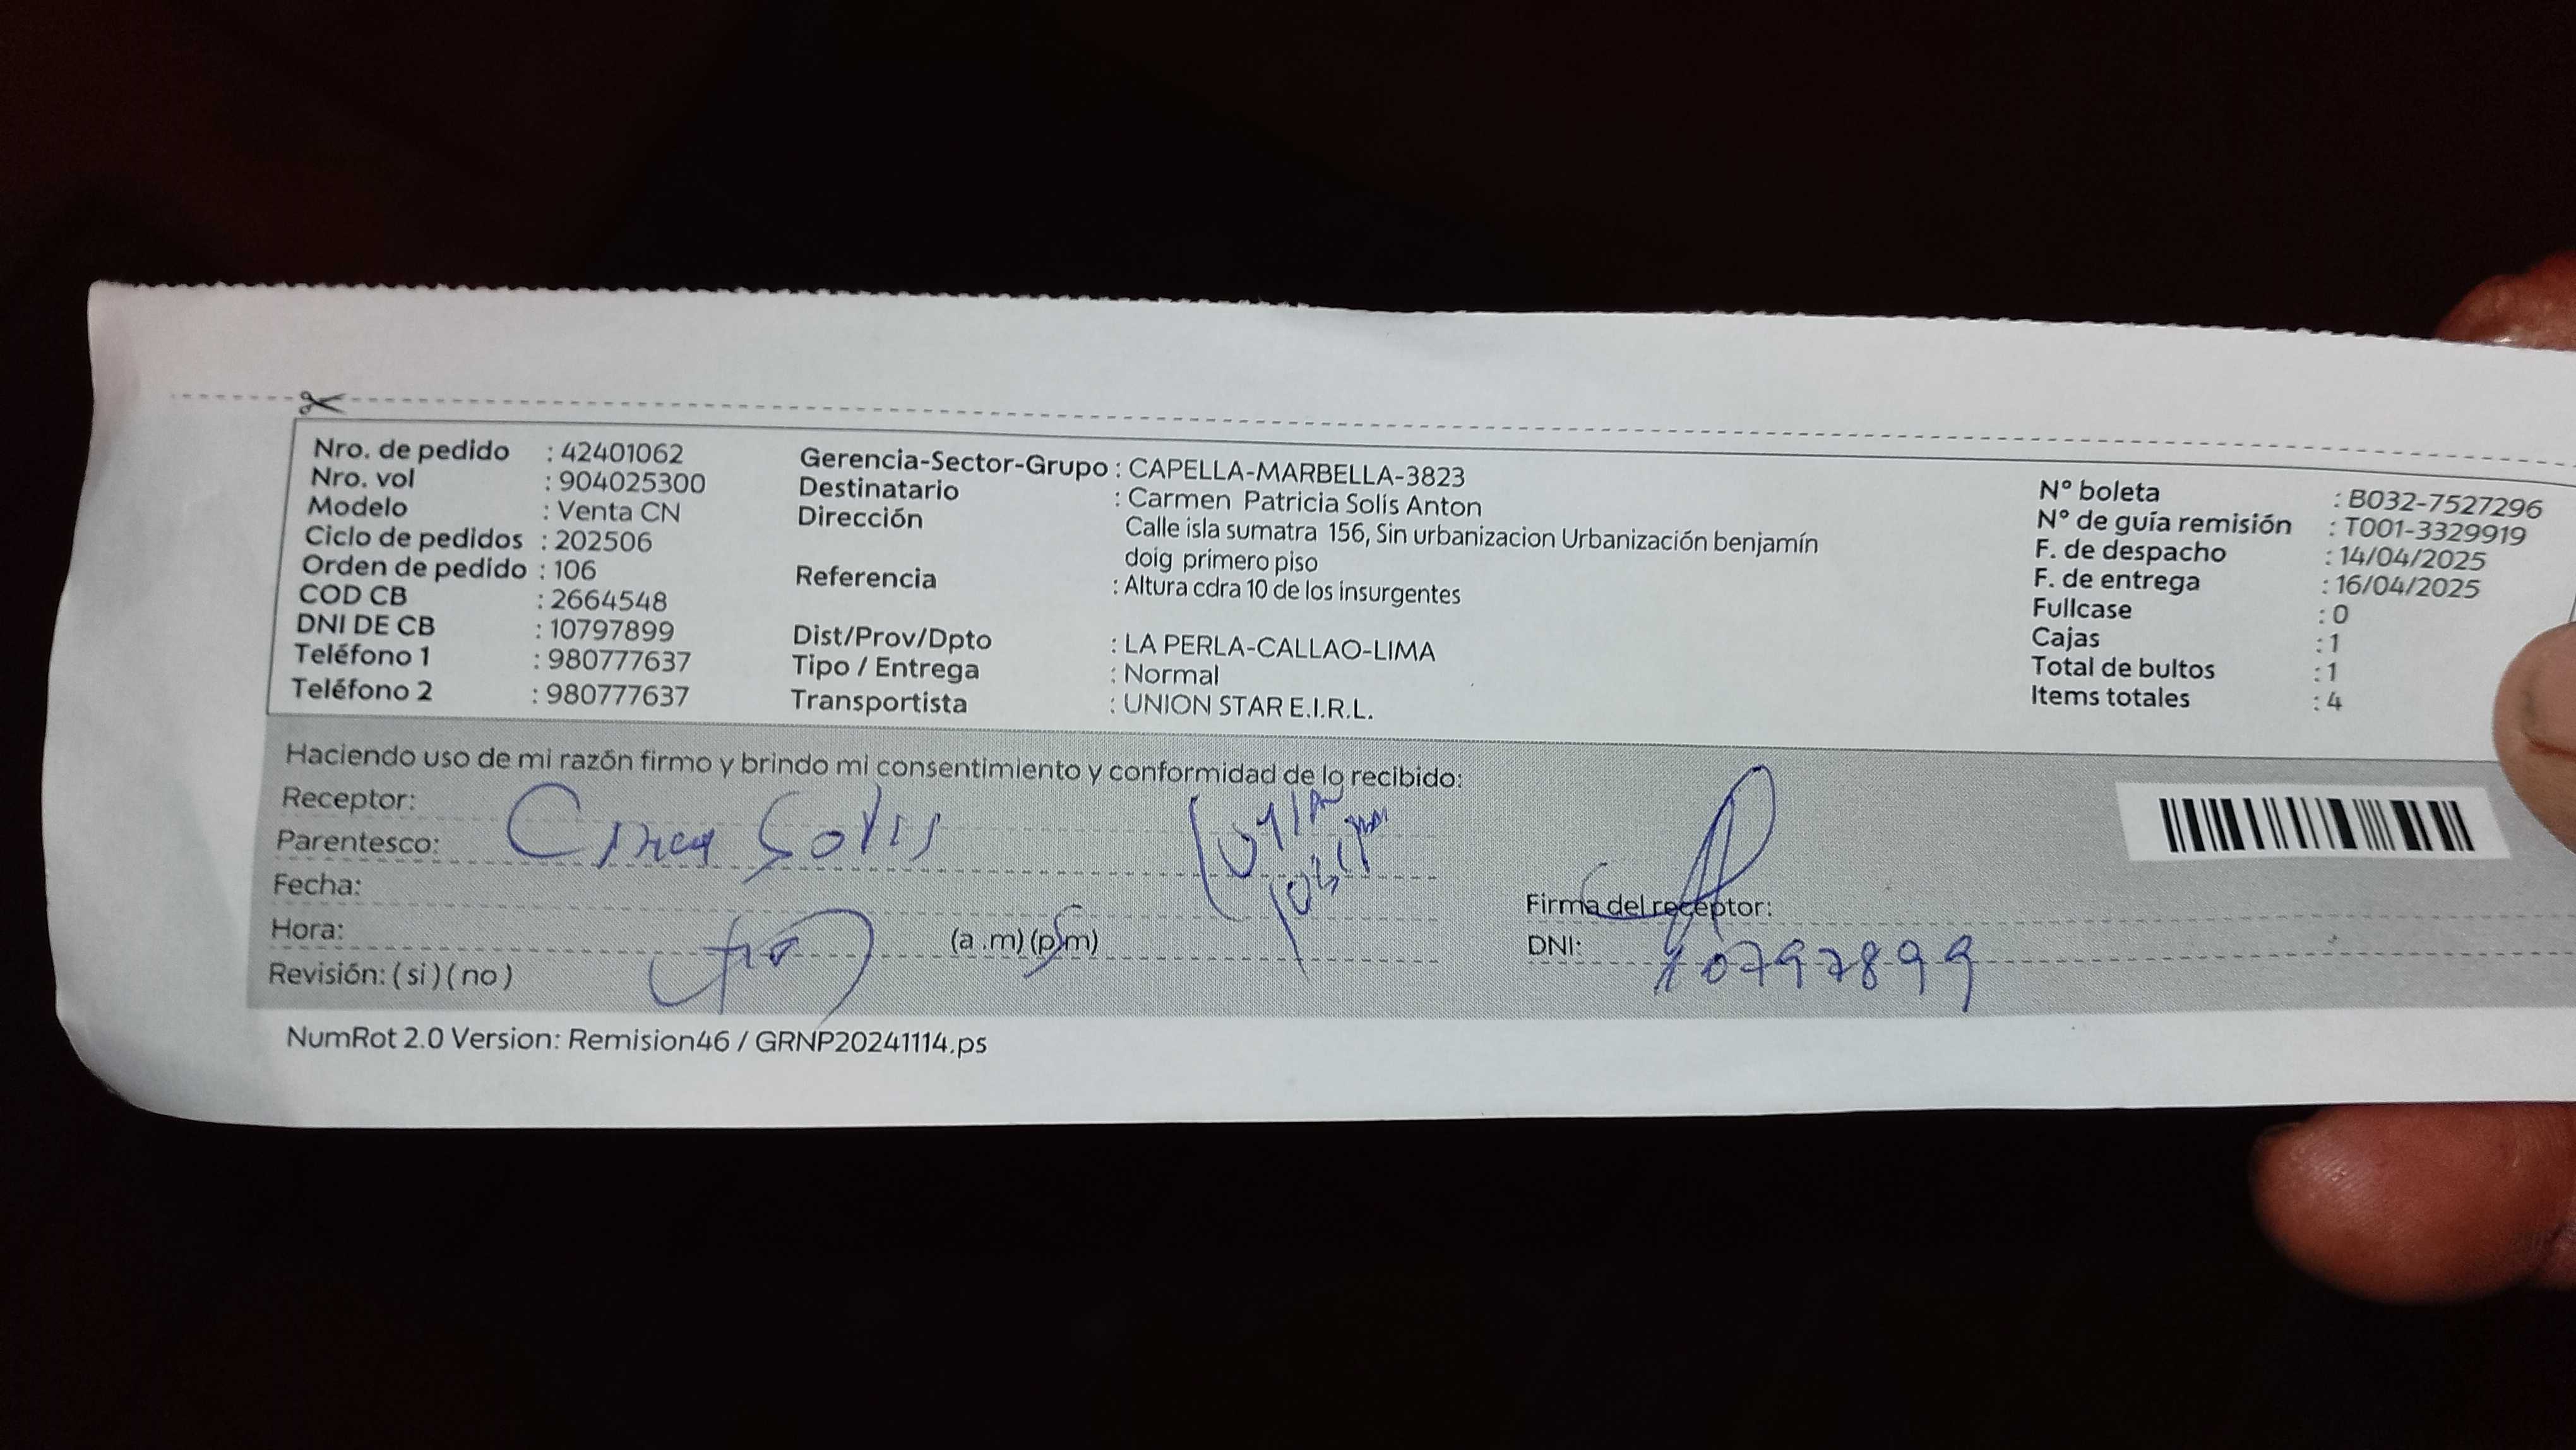 Nro. de pedido : 42401062
Nro. vol : 904025300
Modelo : Venta CN
Ciclo de pedidos : 202506
Orden de pedido : 106
COD CB : 2664548
DNI DE CB : 10797899
Teléfono 1 : 980777637
Teléfono 2 : 980777637
Gerencia-Sector-Grupo : CAPELLA-MARBELLA-3823
Destinatario : Carmen Patricia Solis Anton
Dirección Calle isla sumatra 156, Sin urbanizacion Urbanización benjamín
doig primero piso
Referencia : Altura cdra 10 de los insurgentes
Dist/Prov/Dpto : LA PERLA-CALLAO-LIMA
Tipo / Entrega : Normal
Transportista : UNION STAR E.I.R.L.
N° boleta : B032-7527296
N° de guía remisión : T001-3329919
F. de despacho : 14/04/2025
F. de entrega : 16/04/2025
Fullcase : 0
Cajas : 1
Total de bultos : 1
Items totales : 4
Haciendo uso de mi razón firmo y brindo mi consentimiento y conformidad de lo recibido:
Receptor:
Parentesco: Solis
Fecha:
Hora: (a .m) (p.m)
Revisión: ( si ) ( no )
Firma del receptor:
DNI: 10797899
NumRot 2.0 Version: Remision46 / GRNP20241114.ps